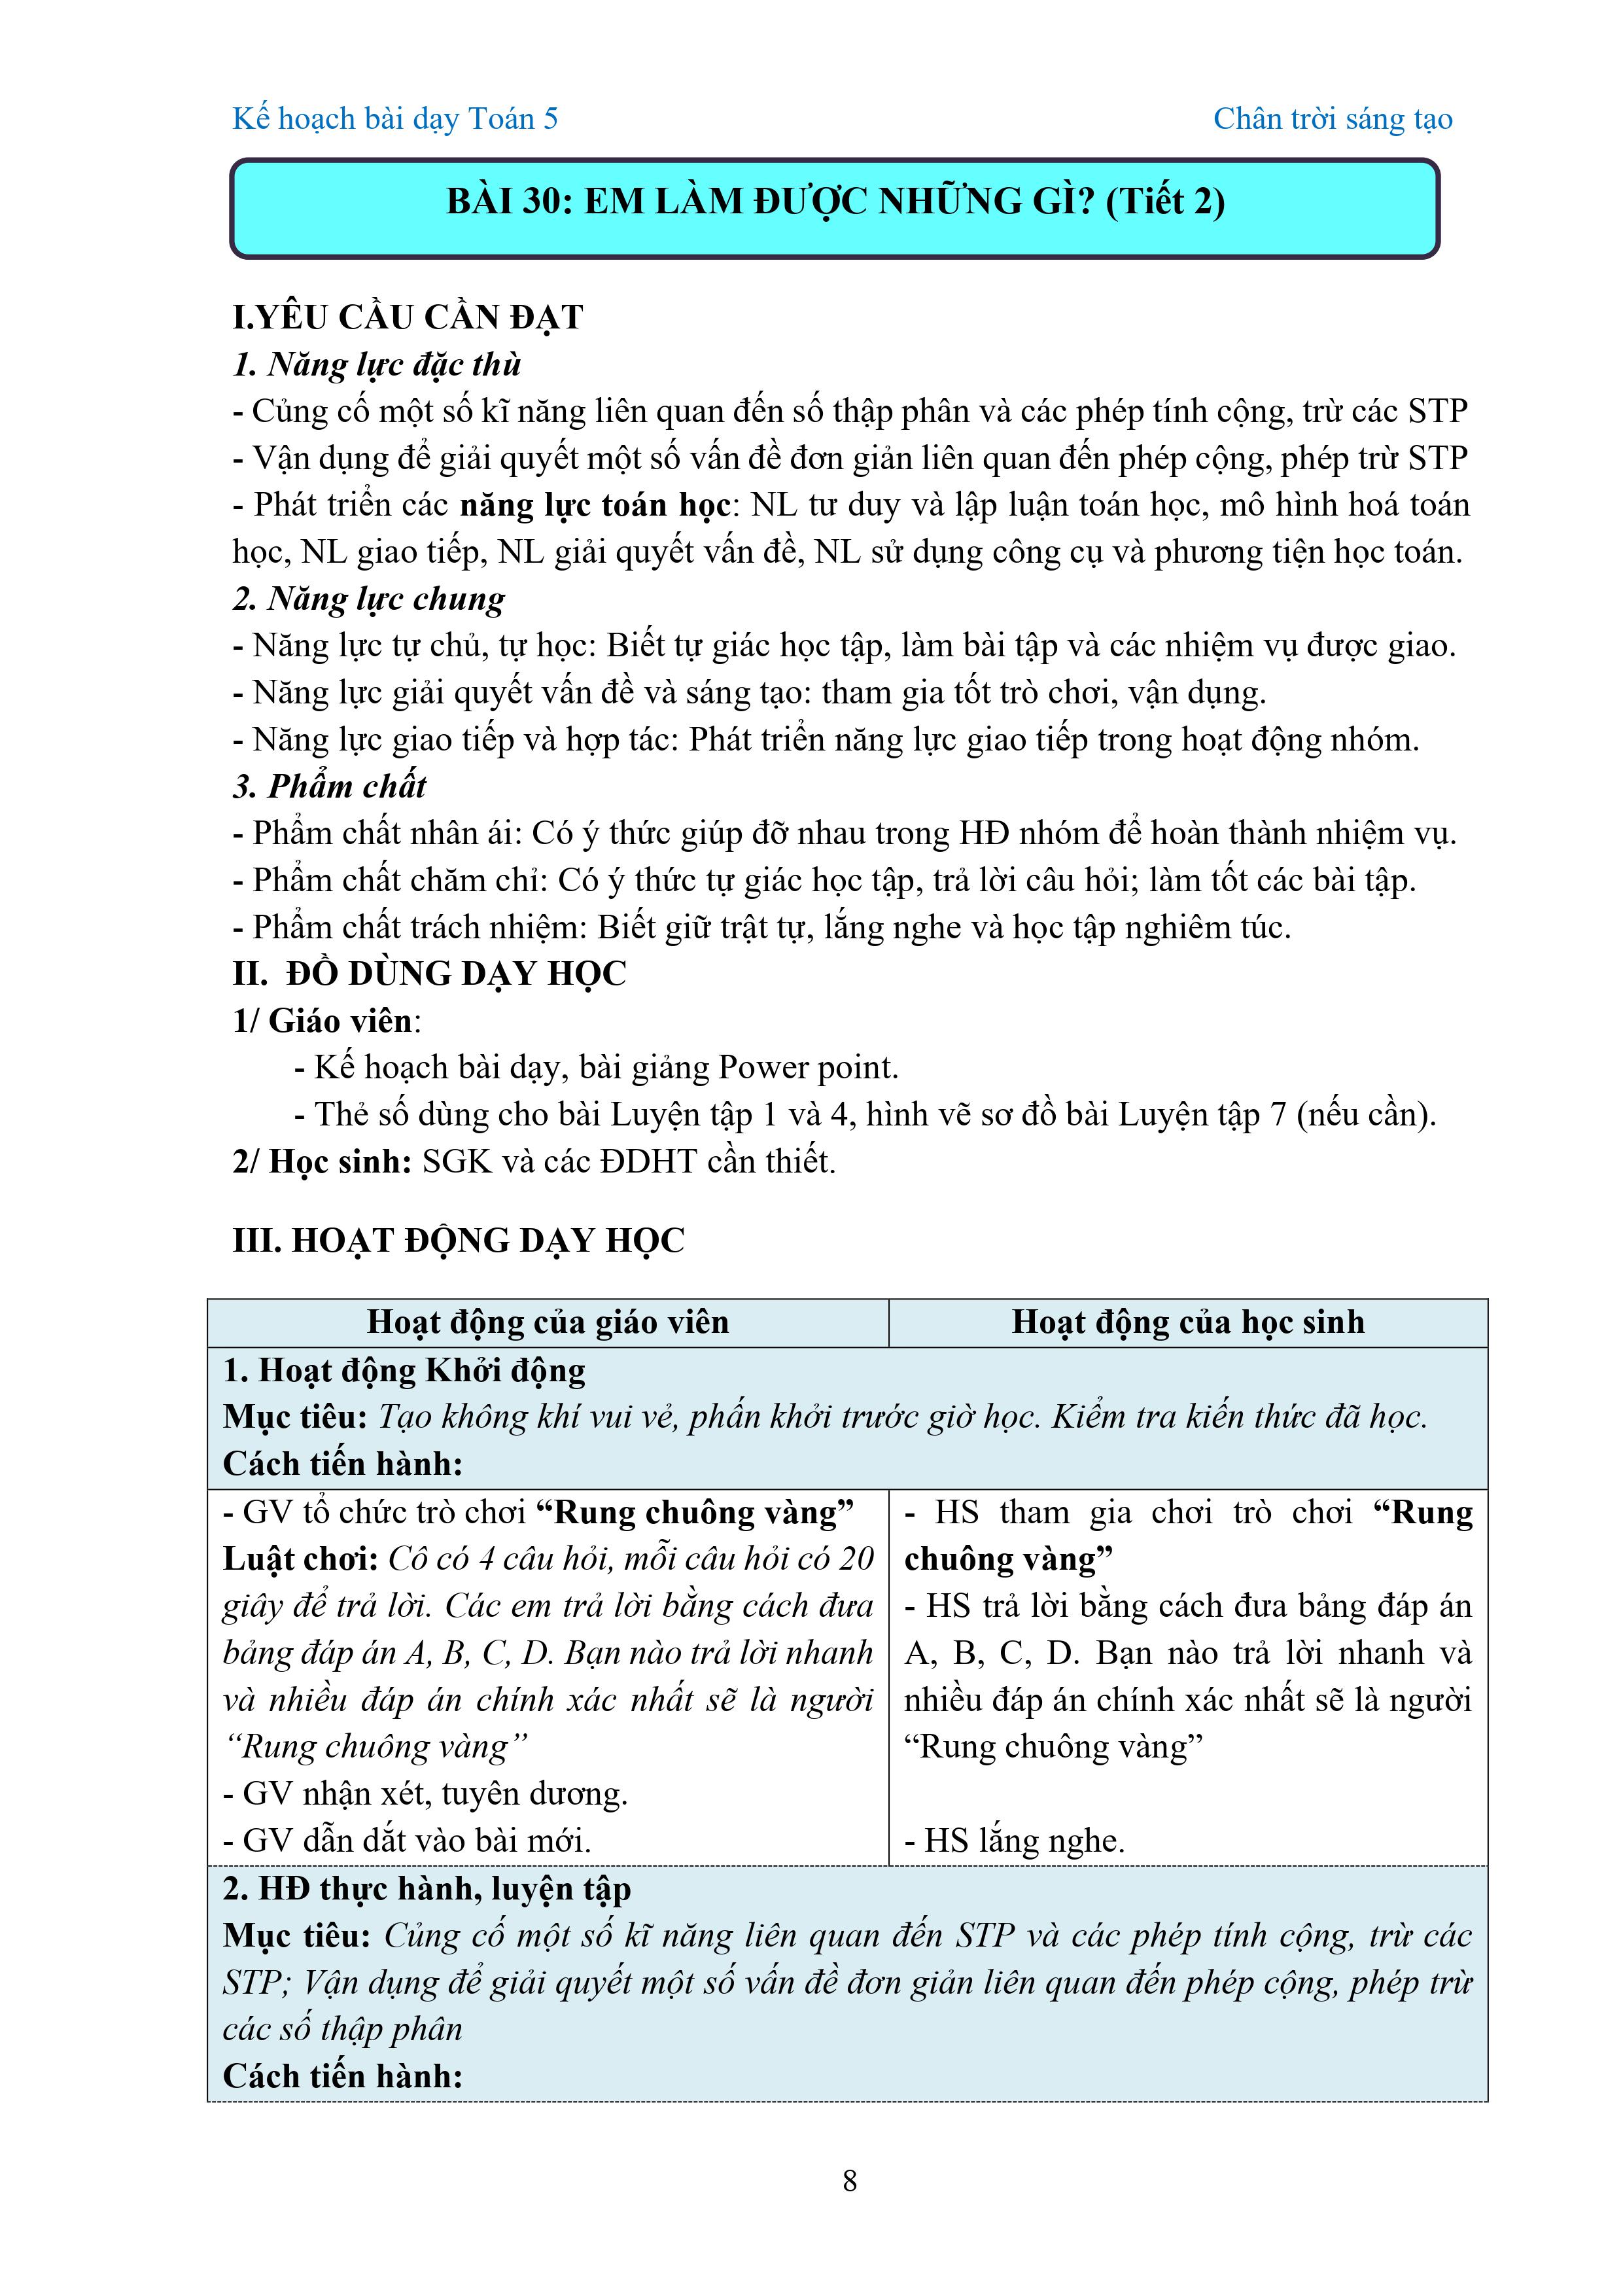 Kế hoạch bài dạy Toán 5
Chân trời sáng tạo
BÀI 30: EM LÀM ĐƯỢC NHỮNG GÌ? (Tiết 2)
I.YÊU CẦU CẦN ĐẠT
1. Năng lực đặc thù
- Củng cố một số kĩ năng liên quan đến số thập phân và các phép tính cộng, trừ các STP
- Vận dụng để giải quyết một số vấn đề đơn giản liên quan đến phép cộng, phép trừ STP
- Phát triển các năng lực toán học: NL tư duy và lập luận toán học, mô hình hoá toán
học, NL giao tiếp, NL giải quyết vấn đề, NL sử dụng công cụ và phương tiện học toán.
2. Năng lực chung
- Năng lực tự chủ, tự học: Biết tự giác học tập, làm bài tập và các nhiệm vụ được giao.
- Năng lực giải quyết vấn đề và sáng tạo: tham gia tốt trò chơi, vận dụng.
- Năng lực giao tiếp và hợp tác: Phát triển năng lực giao tiếp trong hoạt động nhóm.
3. Phẩm chất
- Phẩm chất nhân ái: Có ý thức giúp đỡ nhau trong HĐ nhóm để hoàn thành nhiệm vụ.
- Phẩm chất chăm chỉ: Có ý thức tự giác học tập, trả lời câu hỏi; làm tốt các bài tập.
- Phẩm chất trách nhiệm: Biết giữ trật tự, lắng nghe và học tập nghiêm túc.
II. ĐỒ DÙNG DẠY HỌC
1/ Giáo viên:
- Kế hoạch bài dạy, bài giảng Power point.
- Thẻ số dùng cho bài Luyện tập 1 và 4, hình vẽ sơ đồ bài Luyện tập 7 (nếu cần).
2/ Học sinh: SGK và các ĐDHT cần thiết.
III. HOẠT ĐỘNG DẠY HỌC
Hoạt động của giáo viên
Hoạt động của học sinh
1. Hoạt động Khởi động
Mục tiêu: Tạo không khí vui vẻ, phấn khởi trước giờ học. Kiểm tra kiến thức đã học.
Cách tiến hành:
- GV tổ chức trò chơi “Rung chuông vàng”
Luật chơi: Cô có 4 câu hỏi, mỗi câu hỏi có 20
giây để trả lời. Các em trả lời bằng cách đưa
bảng đáp án A, B, C, D. Bạn nào trả lời nhanh
và nhiều đáp án chính xác nhất sẽ là người
“Rung chuông vàng”
- GV nhận xét, tuyên dương.
- GV dẫn dắt vào bài mới.
- HS tham gia chơi trò chơi “Rung
chuông vàng”
- HS trả lời bằng cách đưa bảng đáp án
A, B, C, D. Bạn nào trả lời nhanh và
nhiều đáp án chính xác nhất sẽ là người
“Rung chuông vàng”
- HS lắng nghe.
2. HĐ thực hành, luyện tập
Mục tiêu: Củng cố một số kĩ năng liên quan đến STP và các phép tính cộng, trừ các
STP; Vận dụng để giải quyết một số vấn đề đơn giản liên quan đến phép cộng, phép trừ
các số thập phân
Cách tiến hành:
8